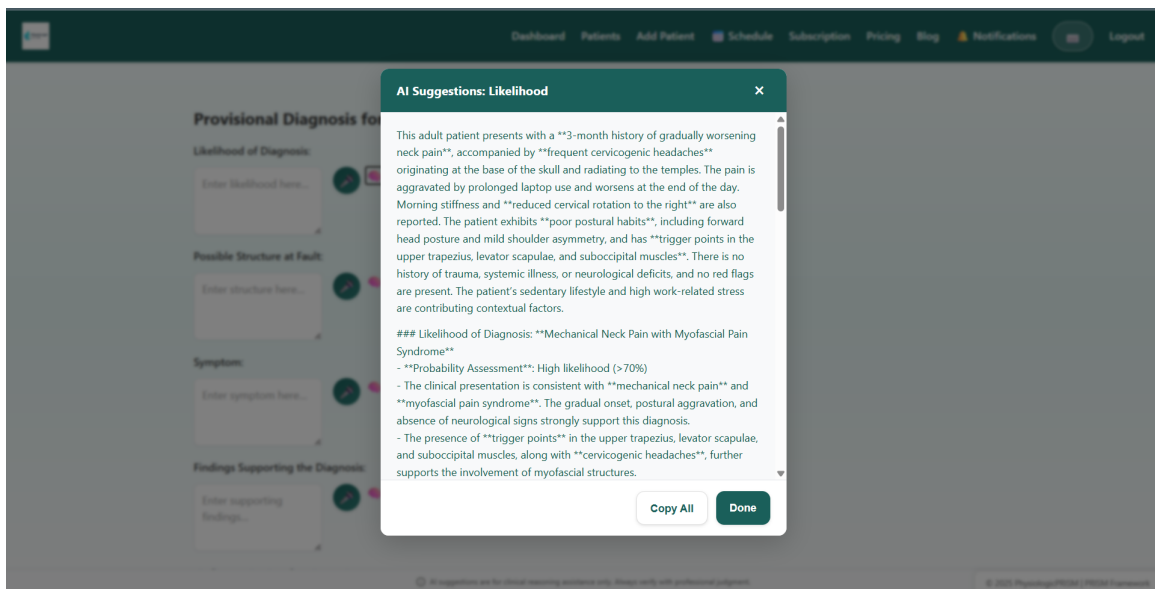 Dashboard Patients Add Patient Schedule Subscription Pricing Blog Notifications Logout
AI Suggestions: Likelihood ×
Provisional Diagnosis for
Likelihood of Diagnosis:
Enter likelihood here...
Possible Structure at Fault:
Enter structure here...
Symptom:
Enter symptom here...
Findings Supporting the Diagnosis:
Enter supporting
findings...
This adult patient presents with a **3-month history of gradually worsening
neck pain**, accompanied by **frequent cervicogenic headaches**
originating at the base of the skull and radiating to the temples. The pain is
aggravated by prolonged laptop use and worsens at the end of the day.
Morning stiffness and **reduced cervical rotation to the right** are also
reported. The patient exhibits **poor postural habits**, including forward
head posture and mild shoulder asymmetry, and has **trigger points in the
upper trapezius, levator scapulae, and suboccipital muscles**. There is no
history of trauma, systemic illness, or neurological deficits, and no red flags
are present. The patient’s sedentary lifestyle and high work-related stress
are contributing contextual factors.
### Likelihood of Diagnosis: **Mechanical Neck Pain with Myofascial Pain
Syndrome**
- **Probability Assessment**: High likelihood (>70%)
- The clinical presentation is consistent with **mechanical neck pain** and
**myofascial pain syndrome**. The gradual onset, postural aggravation, and
absence of neurological signs strongly support this diagnosis.
- The presence of **trigger points** in the upper trapezius, levator scapulae,
and suboccipital muscles, along with **cervicogenic headaches**, further
supports the involvement of myofascial structures.
Copy All Done
AI suggestions are for clinical reasoning assistance only. Always verify with professional judgment.
© 2025 PhysiologicPRISM | PRISM Framework